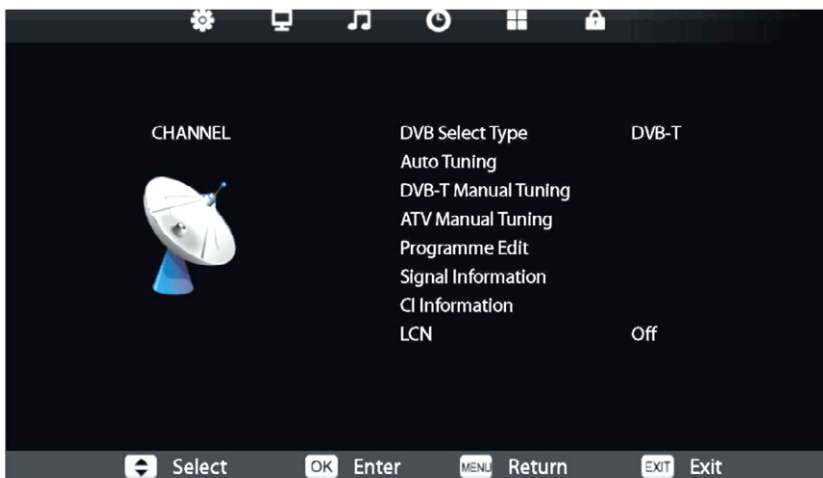 CHANNEL
DVB Select Type DVB-T
Auto Tuning
DVB-T Manual Tuning
ATV Manual Tuning
Programme Edit
Signal Information
CI Information
LCN Off
Select OK Enter MENU Return EXIT Exit